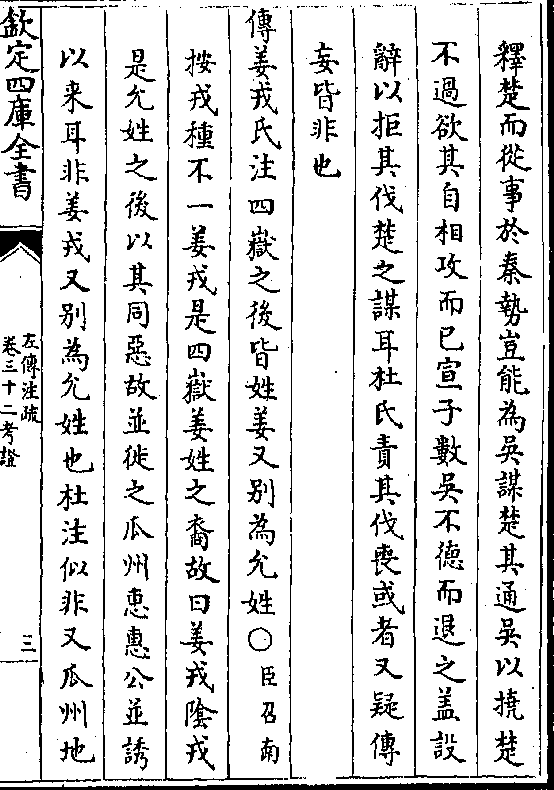 釋楚而從事於秦勢豈能為吳謀楚其通吳以撓楚
不過欲其自相攻而已宣子數吳不德而退之盖設
辭以拒其伐楚之謀耳杜氏責其伐喪或者又疑傳
妄皆非也
傳姜戎氏注四嶽之後皆姓姜又別為允姓〇臣召南
按戎種不一姜戎是四嶽姜姓之裔故曰姜戎陰戎
是允姓之後以其同惡故並徙之瓜州惠惠公並誘
以来耳非姜戎又別為允姓也杜注似非又瓜州地
欽定四庫全書
左傳注疏
卷三十二考證
三